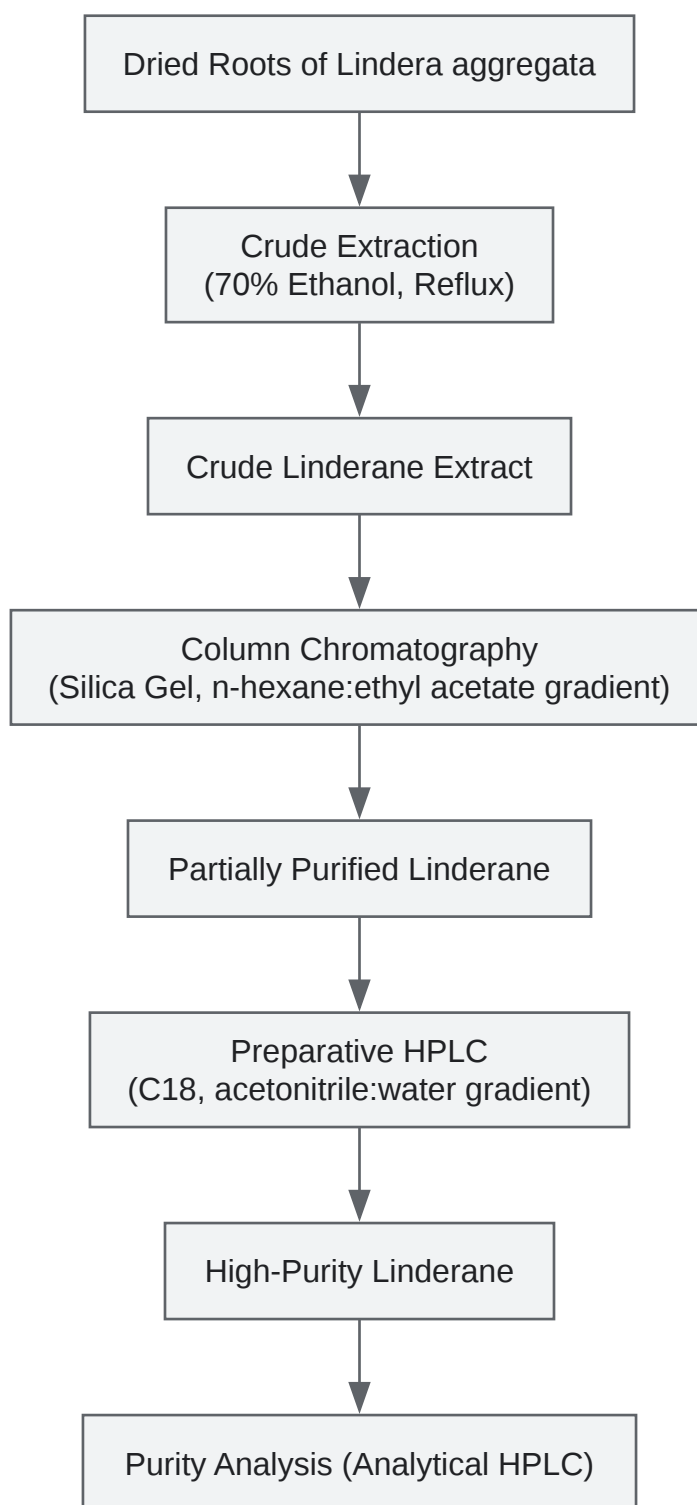 Dried Roots of Lindera aggregata
Crude Extraction
(70% Ethanol, Reflux)
Crude Linderane Extract
Column Chromatography
(Silica Gel, n-hexane:ethyl acetate gradient)
Partially Purified Linderane
Preparative HPLC
(C18, acetonitrile:water gradient)
High-Purity Linderane
Purity Analysis (Analytical HPLC)